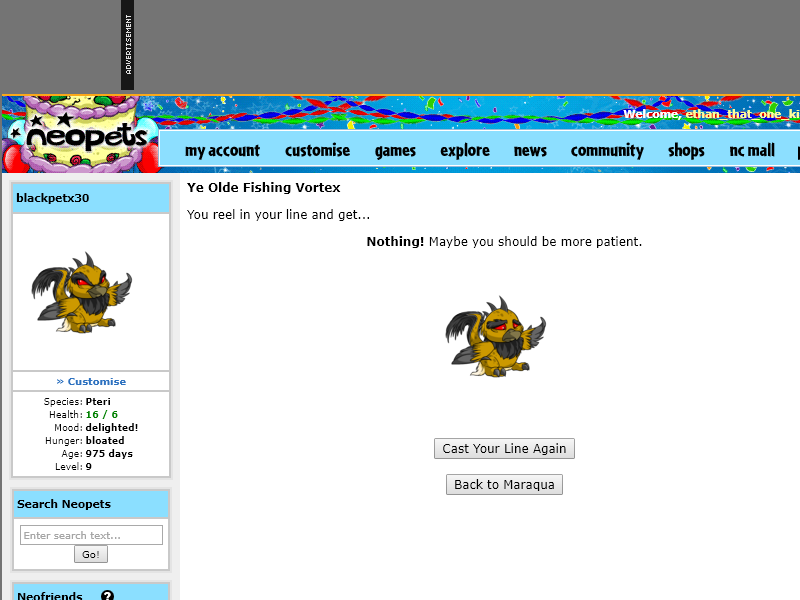 ADVERTISEMENT
Welcome, ethan_that_one_ki
neopets
my account customise games explore news community shops nc mall
blackpetx30
» Customise
Species: Pteri
Health: 16 / 6
Mood: delighted!
Hunger: bloated
Age: 975 days
Level: 9
Search Neopets
Enter search text...
Go!
Neofriends ?
Ye Olde Fishing Vortex
You reel in your line and get...
Nothing! Maybe you should be more patient.
Cast Your Line Again
Back to Maraqua